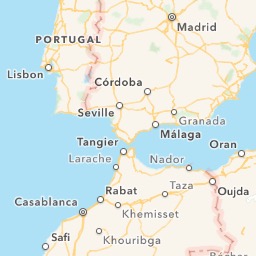 Madrid
PORTUGAL
Lisbon
Córdoba
Seville
Granada
Málaga
Tangier
Oran
Larache
Nador
Taza
Oujda
Rabat
Casablanca
Khemisset
Khouribga
Safi